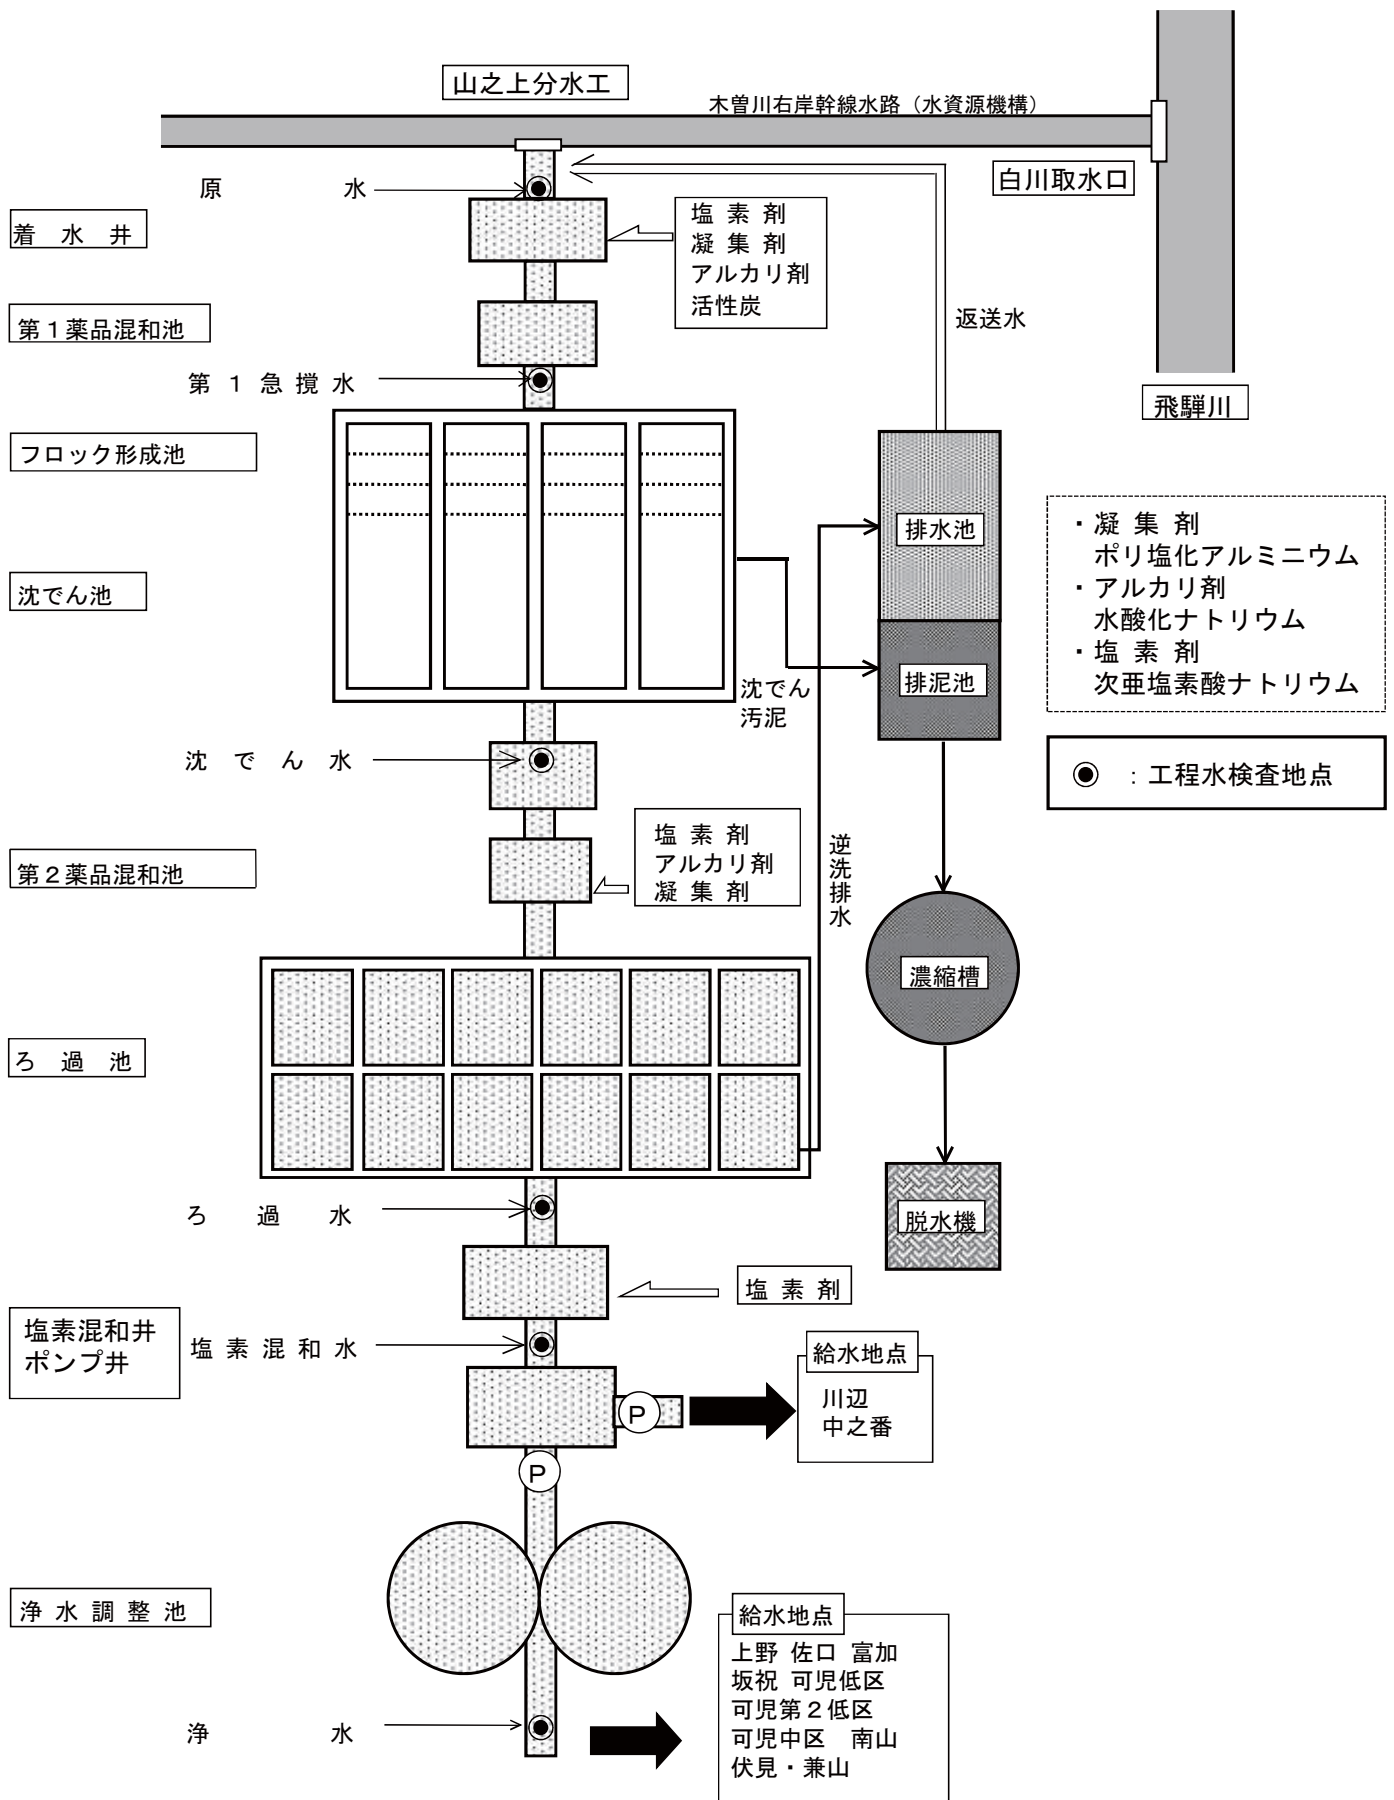 山之上分水工
木曽川右岸幹線水路（水資源機構）
白川取水口
飛騨川
原　水
着　水　井
塩　素　剤
凝　集　剤
アルカリ剤
活性炭
返送水
第１薬品混和池
第　１　急　撹　水
フロック形成池
沈でん池
排水池
排泥池
沈でん
汚泥
・凝　集　剤
ポリ塩化アルミニウム
・アルカリ剤
水酸化ナトリウム
・塩　素　剤
次亜塩素酸ナトリウム
：工程水検査地点
沈　で　ん　水
第２薬品混和池
塩　素　剤
アルカリ剤
凝　集　剤
逆洗排水
濃縮槽
ろ　過　池
脱水機
ろ　過　水
塩　素　剤
塩素混和井
ポンプ井
塩　素　混　和　水
P
給水地点
川辺
中之番
P
浄　水　調　整　池
給水地点
上野 佐口 富加
坂祝 可児低区
可児第２低区
可児中区　南山
伏見・兼山
浄　水